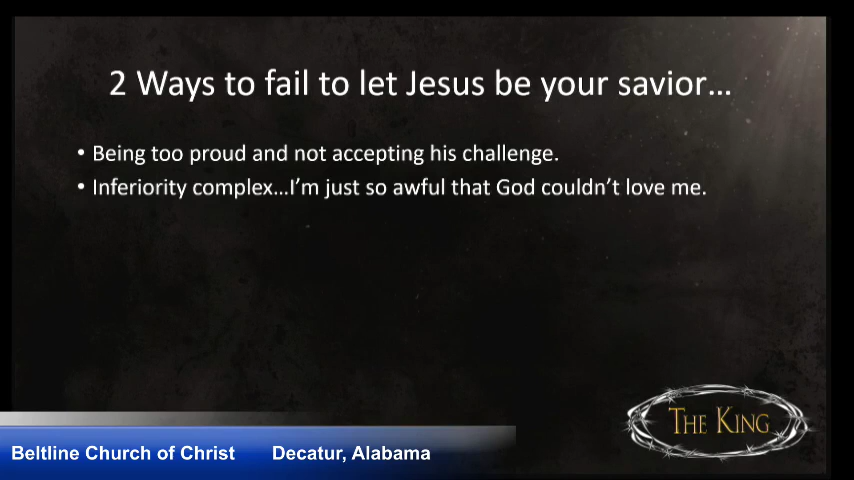 2 Ways to fail to let Jesus be your savior…
• Being too proud and not accepting his challenge.
• Inferiority complex…I’m just so awful that God couldn’t love me.
THE KING
Beltline Church of Christ Decatur, Alabama